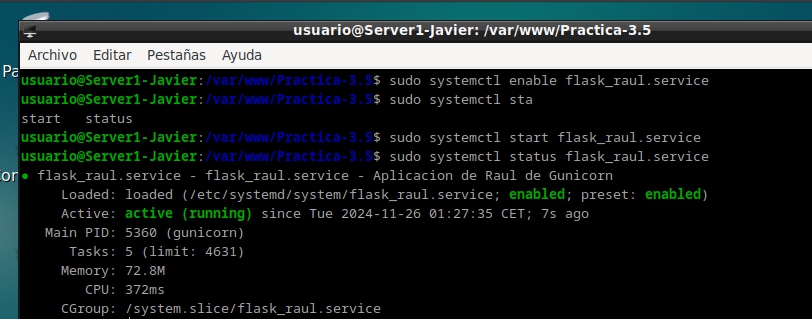 usuario@Server1-Javier: /var/www/Practica-3.5
Archivo Editar Pestañas Ayuda
Pa
usuario@Server1-Javier:/var/www/Practica-3.5$ sudo systemctl enable flask_raul.service
usuario@Server1-Javier:/var/www/Practica-3.5$ sudo systemctl sta
start status
usuario@Server1-Javier:/var/www/Practica-3.5$ sudo systemctl start flask_raul.service
usuario@Server1-Javier:/var/www/Practica-3.5$ sudo systemctl status flask_raul.service
or
● flask_raul.service - flask_raul.service - Aplicacion de Raul de Gunicorn
Loaded: loaded (/etc/systemd/system/flask_raul.service; enabled; preset: enabled)
Active: active (running) since Tue 2024-11-26 01:27:35 CET; 7s ago
Main PID: 5360 (gunicorn)
Tasks: 5 (limit: 4631)
Memory: 72.8M
CPU: 372ms
CGroup: /system.slice/flask_raul.service